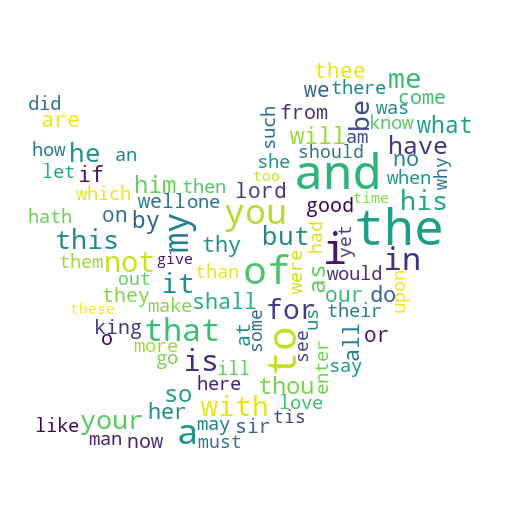 thee
we there me
did such from be was come
are will am know what
how he an she should have no why
let if him then too when
which lord and time his
hath wellone good
on by you the
this my thy but i yet in
them not give than of were had
out it as would upon
they make shall our do
these king that at some for us their
o more is to see all or
go ill say
here thou enter
so with love
like your her a may sir tis
man now must